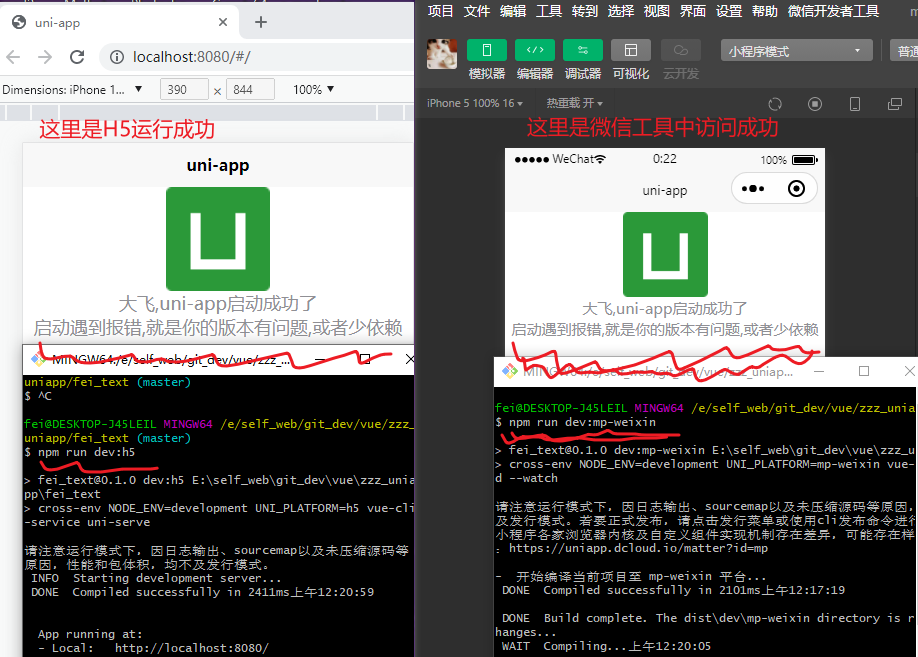 uni-app
localhost:8080/#/
Dimensions: iPhone 1... 390 × 844 100%
这里是H5运行成功
uni-app
大飞,uni-app启动成功了
启动遇到报错,就是你的版本有问题,或者少依赖
MINGW64:/e/self_web/git_dev/vue/zzz_...
uniapp/fei_text (master)
$ ^C
fei@DESKTOP-J45LEIL MINGW64 /e/self_web/git_dev/vue/zzz_
uniapp/fei_text (master)
$ npm run dev:h5
> fei_text@0.1.0 dev:h5 E:\self_web\git_dev\vue\zzz_unia
pp\fei_text
> cross-env NODE_ENV=development UNI_PLATFORM=h5 vue-cli
-service uni-serve
请注意运行模式下，因日志输出、sourcemap以及未压缩源码等
原因，性能和包体积，均不及发行模式。
INFO Starting development server...
DONE Compiled successfully in 2411ms上午12:20:59
App running at:
- Local: http://localhost:8080/
项目 文件 编辑 工具 转到 选择 视图 界面 设置 帮助 微信开发者工具
模拟器 编辑器 调试器 可视化 云开发 小程序模式 普通
iPhone 5 100% 16 热重载 开
这里是微信工具中访问成功
WeChat 0:22 100%
uni-app
大飞,uni-app启动成功了
启动遇到报错,就是你的版本有问题,或者少依赖
MINGW64:/e/self_web/git_dev/vue/zzz_uniap...
fei@DESKTOP-J45LEIL MINGW64 /e/self_web/git_dev/vue/zzz_unia
$ npm run dev:mp-weixin
> fei_text@0.1.0 dev:mp-weixin E:\self_web\git_dev\vue\zzz_u
> cross-env NODE_ENV=development UNI_PLATFORM=mp-weixin vue-
d --watch
请注意运行模式下，因日志输出、sourcemap以及未压缩源码等原因，
及发行模式。若要正式发布，请点击发行菜单或使用cli发布命令进行
小程序各家浏览器内核及自定义组件实现机制存在差异，可能存在样
：https://uniapp.dcloud.io/matter?id=mp
- 开始编译当前项目至 mp-weixin 平台...
DONE Compiled successfully in 2101ms上午12:17:19
DONE Build complete. The dist\dev\mp-weixin directory is r
hanges...
WAIT Compiling...上午12:20:05